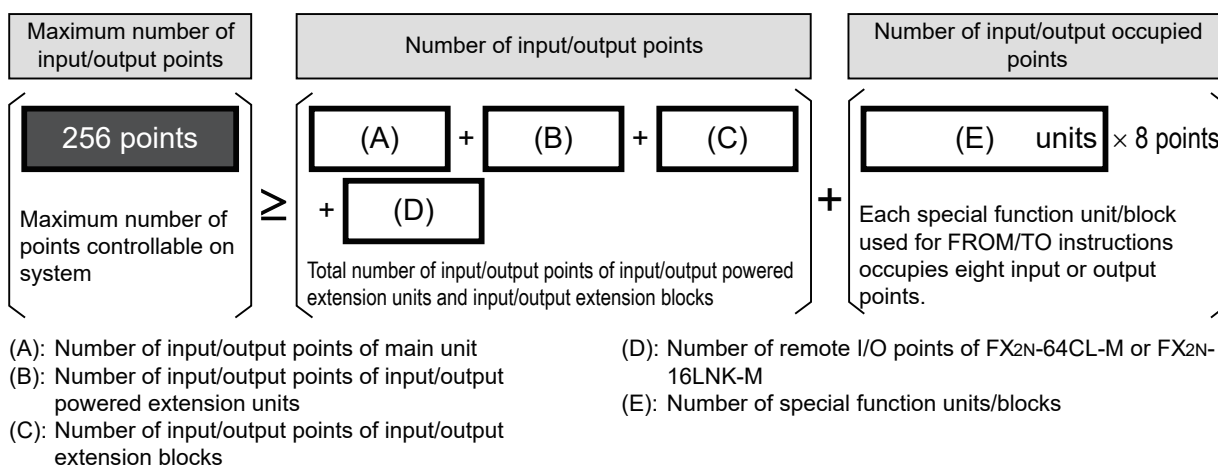 Maximum number of
input/output points
Number of input/output points
Number of input/output occupied
points
256 points
≥
(A) + (B) + (C)
+ (D)
+
(E) units × 8 points
Maximum number of
points controllable on
system
Total number of input/output points of input/output powered
extension units and input/output extension blocks
Each special function unit/block
used for FROM/TO instructions
occupies eight input or output
points.
(A): Number of input/output points of main unit
(B): Number of input/output points of input/output
powered extension units
(C): Number of input/output points of input/output
extension blocks
(D): Number of remote I/O points of FX2N-64CL-M or FX2N-
16LNK-M
(E): Number of special function units/blocks